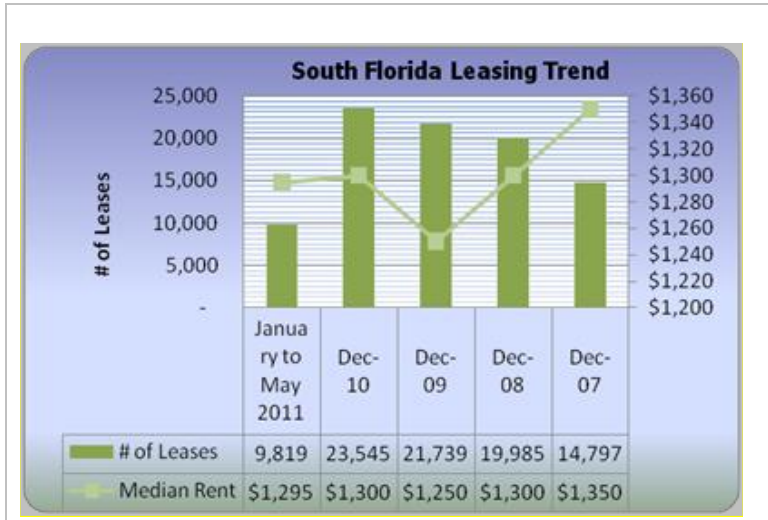 South Florida Leasing Trend
25,000
20,000
15,000
10,000
5,000
-
# of Leases
$1,360
$1,340
$1,320
$1,300
$1,280
$1,260
$1,240
$1,220
$1,200
Janua
ry to
May
2011
Dec-
10
Dec-
09
Dec-
08
Dec-
07
# of Leases 9,819 23,545 21,739 19,985 14,797
Median Rent $1,295 $1,300 $1,250 $1,300 $1,350